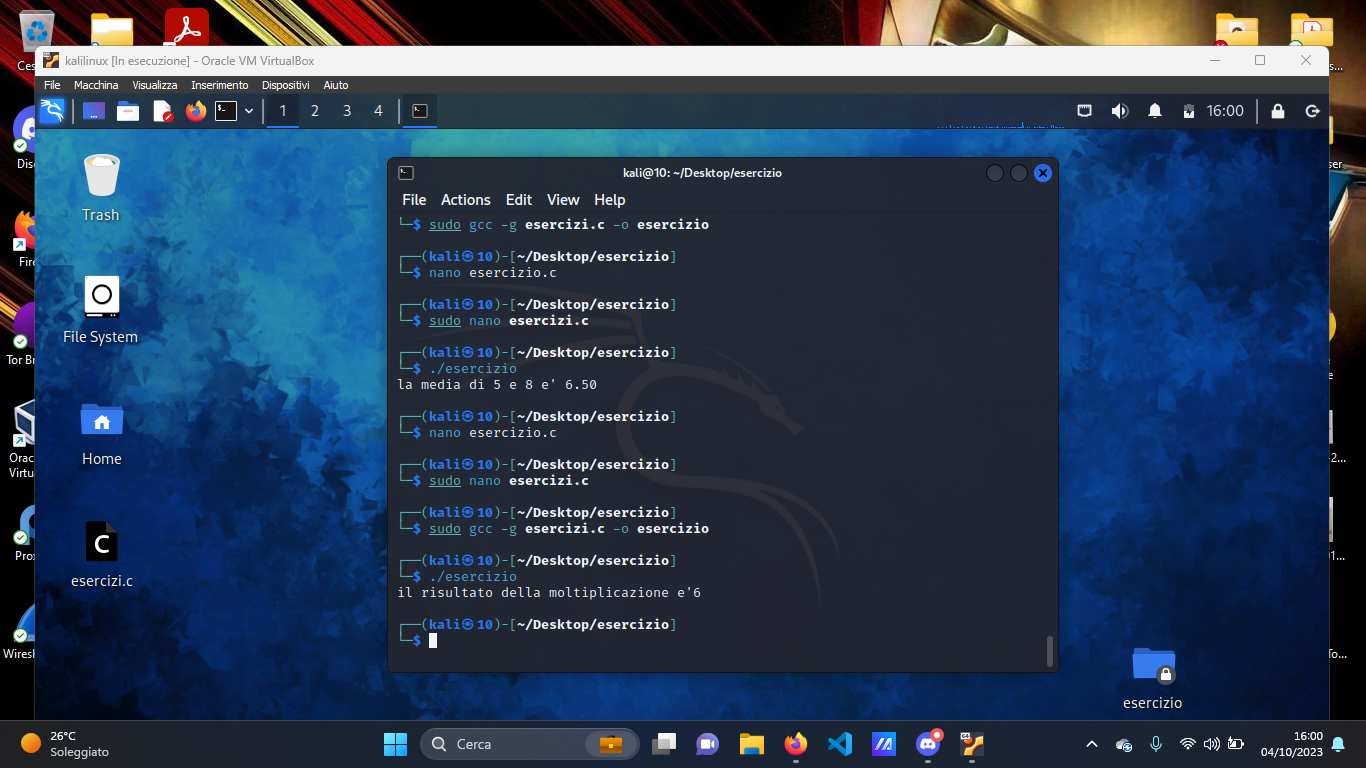 kalilinux [In esecuzione] - Oracle VM VirtualBox
File Macchina Visualizza Inserimento Dispositivi Aiuto
1 2 3 4
16:00
Trash
File System
Home
C
esercizi.c
kali@10: ~/Desktop/esercizio
File Actions Edit View Help
└─$ sudo gcc -g esercizi.c -o esercizio
┌──(kali㉿10)-[~/Desktop/esercizio]
└─$ nano esercizio.c
┌──(kali㉿10)-[~/Desktop/esercizio]
└─$ sudo nano esercizi.c
┌──(kali㉿10)-[~/Desktop/esercizio]
└─$ ./esercizio
la media di 5 e 8 e' 6.50
┌──(kali㉿10)-[~/Desktop/esercizio]
└─$ nano esercizio.c
┌──(kali㉿10)-[~/Desktop/esercizio]
└─$ sudo nano esercizi.c
┌──(kali㉿10)-[~/Desktop/esercizio]
└─$ sudo gcc -g esercizi.c -o esercizio
┌──(kali㉿10)-[~/Desktop/esercizio]
└─$ ./esercizio
il risultato della moltiplicazione e'6
┌──(kali㉿10)-[~/Desktop/esercizio]
└─$
esercizio
Ces
Disc
Fire
Tor Br
Orac
Virtu
Prox
Wiresh
26°C
Soleggiato
Cerca
16:00
04/10/2023